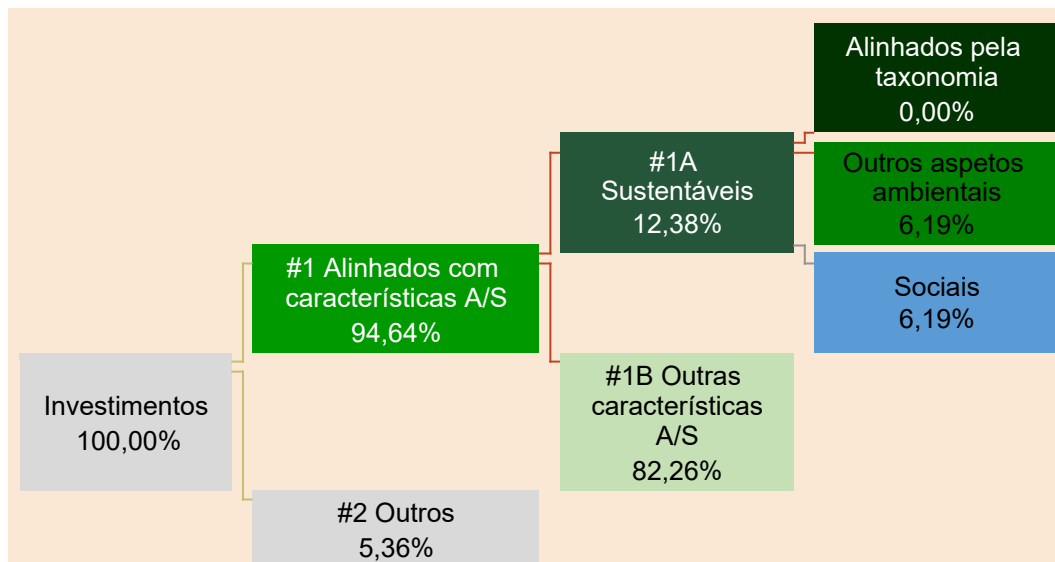 Investimentos
100,00%
#1 Alinhados com
características A/S
94,64%
#2 Outros
5,36%
#1A
Sustentáveis
12,38%
#1B Outras
características
A/S
82,26%
Alinhados pela
taxonomia
0,00%
Outros aspetos
ambientais
6,19%
Sociais
6,19%